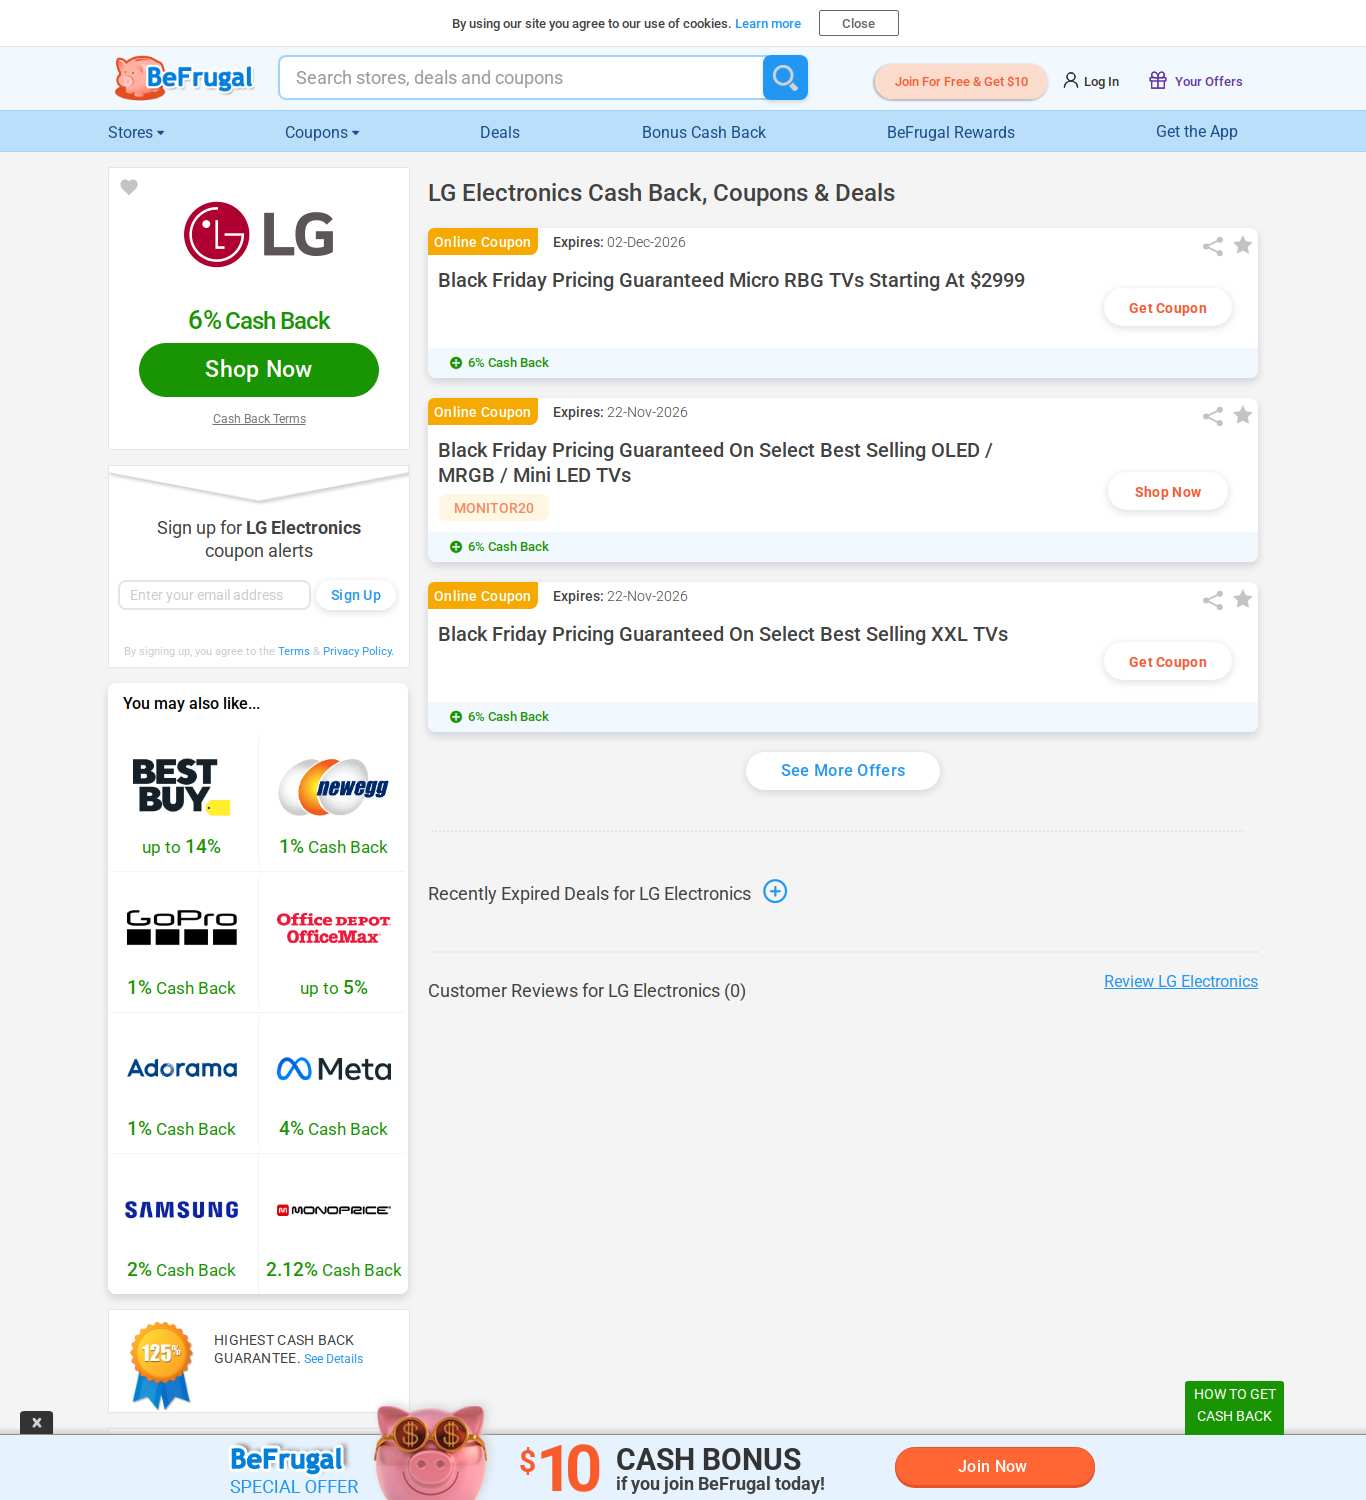 By using our site you agree to our use of cookies. Learn more Close
BeFrugal
Search stores, deals and coupons
Join For Free & Get $10
Log In
Your Offers
Stores
Coupons
Deals
Bonus Cash Back
BeFrugal Rewards
Get the App
LG
6% Cash Back
Shop Now
Cash Back Terms
Sign up for LG Electronics
coupon alerts
Enter your email address
Sign Up
By signing up, you agree to the Terms & Privacy Policy.
You may also like...
BEST
BUY
up to 14%
newegg
1% Cash Back
GoPro
1% Cash Back
Office DEPOT
OfficeMax
up to 5%
Adorama
1% Cash Back
Meta
4% Cash Back
SAMSUNG
2% Cash Back
MONOPRICE
2.12% Cash Back
125%
HIGHEST CASH BACK
GUARANTEE. See Details
LG Electronics Cash Back, Coupons & Deals
Online Coupon
Expires: 02-Dec-2026
Black Friday Pricing Guaranteed Micro RBG TVs Starting At $2999
Get Coupon
6% Cash Back
Online Coupon
Expires: 22-Nov-2026
Black Friday Pricing Guaranteed On Select Best Selling OLED /
MRGB / Mini LED TVs
MONITOR20
Shop Now
6% Cash Back
Online Coupon
Expires: 22-Nov-2026
Black Friday Pricing Guaranteed On Select Best Selling XXL TVs
Get Coupon
6% Cash Back
See More Offers
Recently Expired Deals for LG Electronics
Customer Reviews for LG Electronics (0)
Review LG Electronics
HOW TO GET
CASH BACK
x
BeFrugal
SPECIAL OFFER
$10
CASH BONUS
if you join BeFrugal today!
Join Now